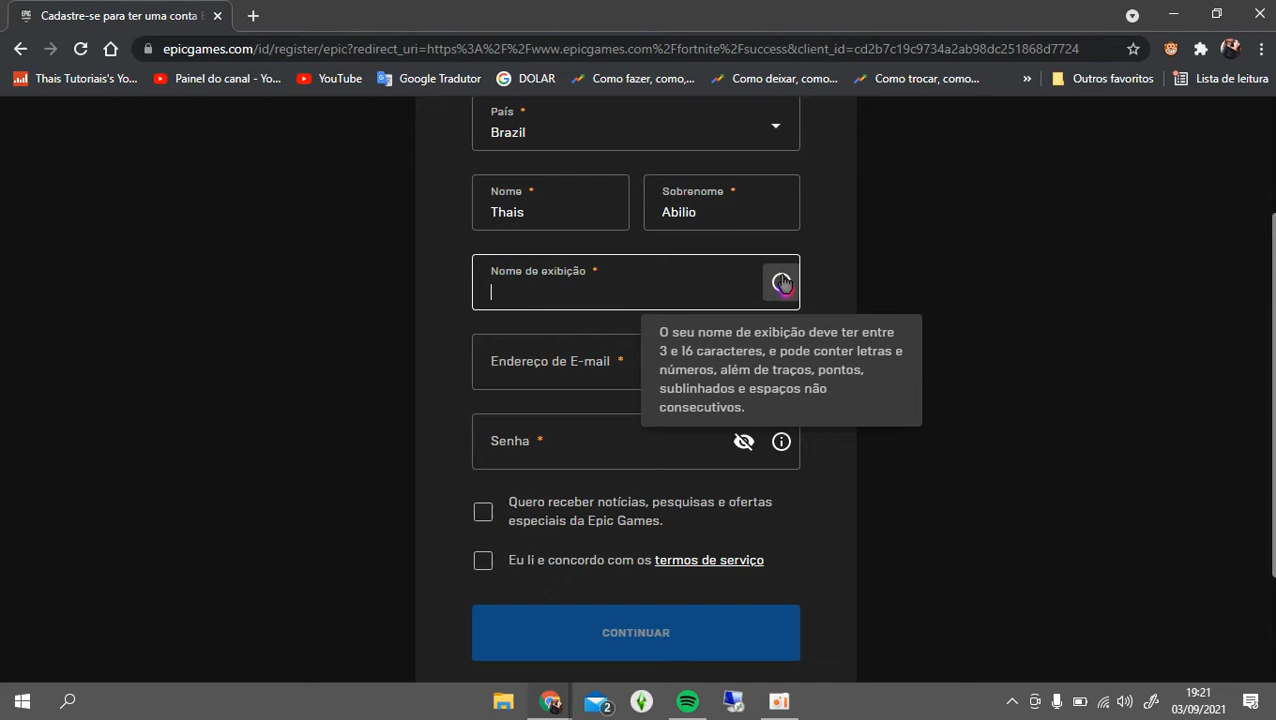 Cadastre-se para ter uma conta E
epicgames.com/id/register/epic?redirect_uri=https%3A%2F%2Fwww.epicgames.com%2Ffortnite%2Fsuccess&client_id=cd2b7c19c9734a2ab98dc251868d7724
Thais Tutoriais's Yo... Painel do canal - Yo... YouTube Google Tradutor DOLAR Como fazer, como,... Como deixar, como... Como trocar, como... » Outros favoritos Lista de leitura
País *
Brazil
Nome * Sobrenome *
Thais Abilio
Nome de exibição *
O seu nome de exibição deve ter entre
3 e 16 caracteres, e pode conter letras e
números, além de traços, pontos,
sublinhados e espaços não
consecutivos.
Endereço de E-mail *
Senha *
Quero receber notícias, pesquisas e ofertas
especiais da Epic Games.
Eu li e concordo com os termos de serviço
CONTINUAR
2
19:21
03/09/2021